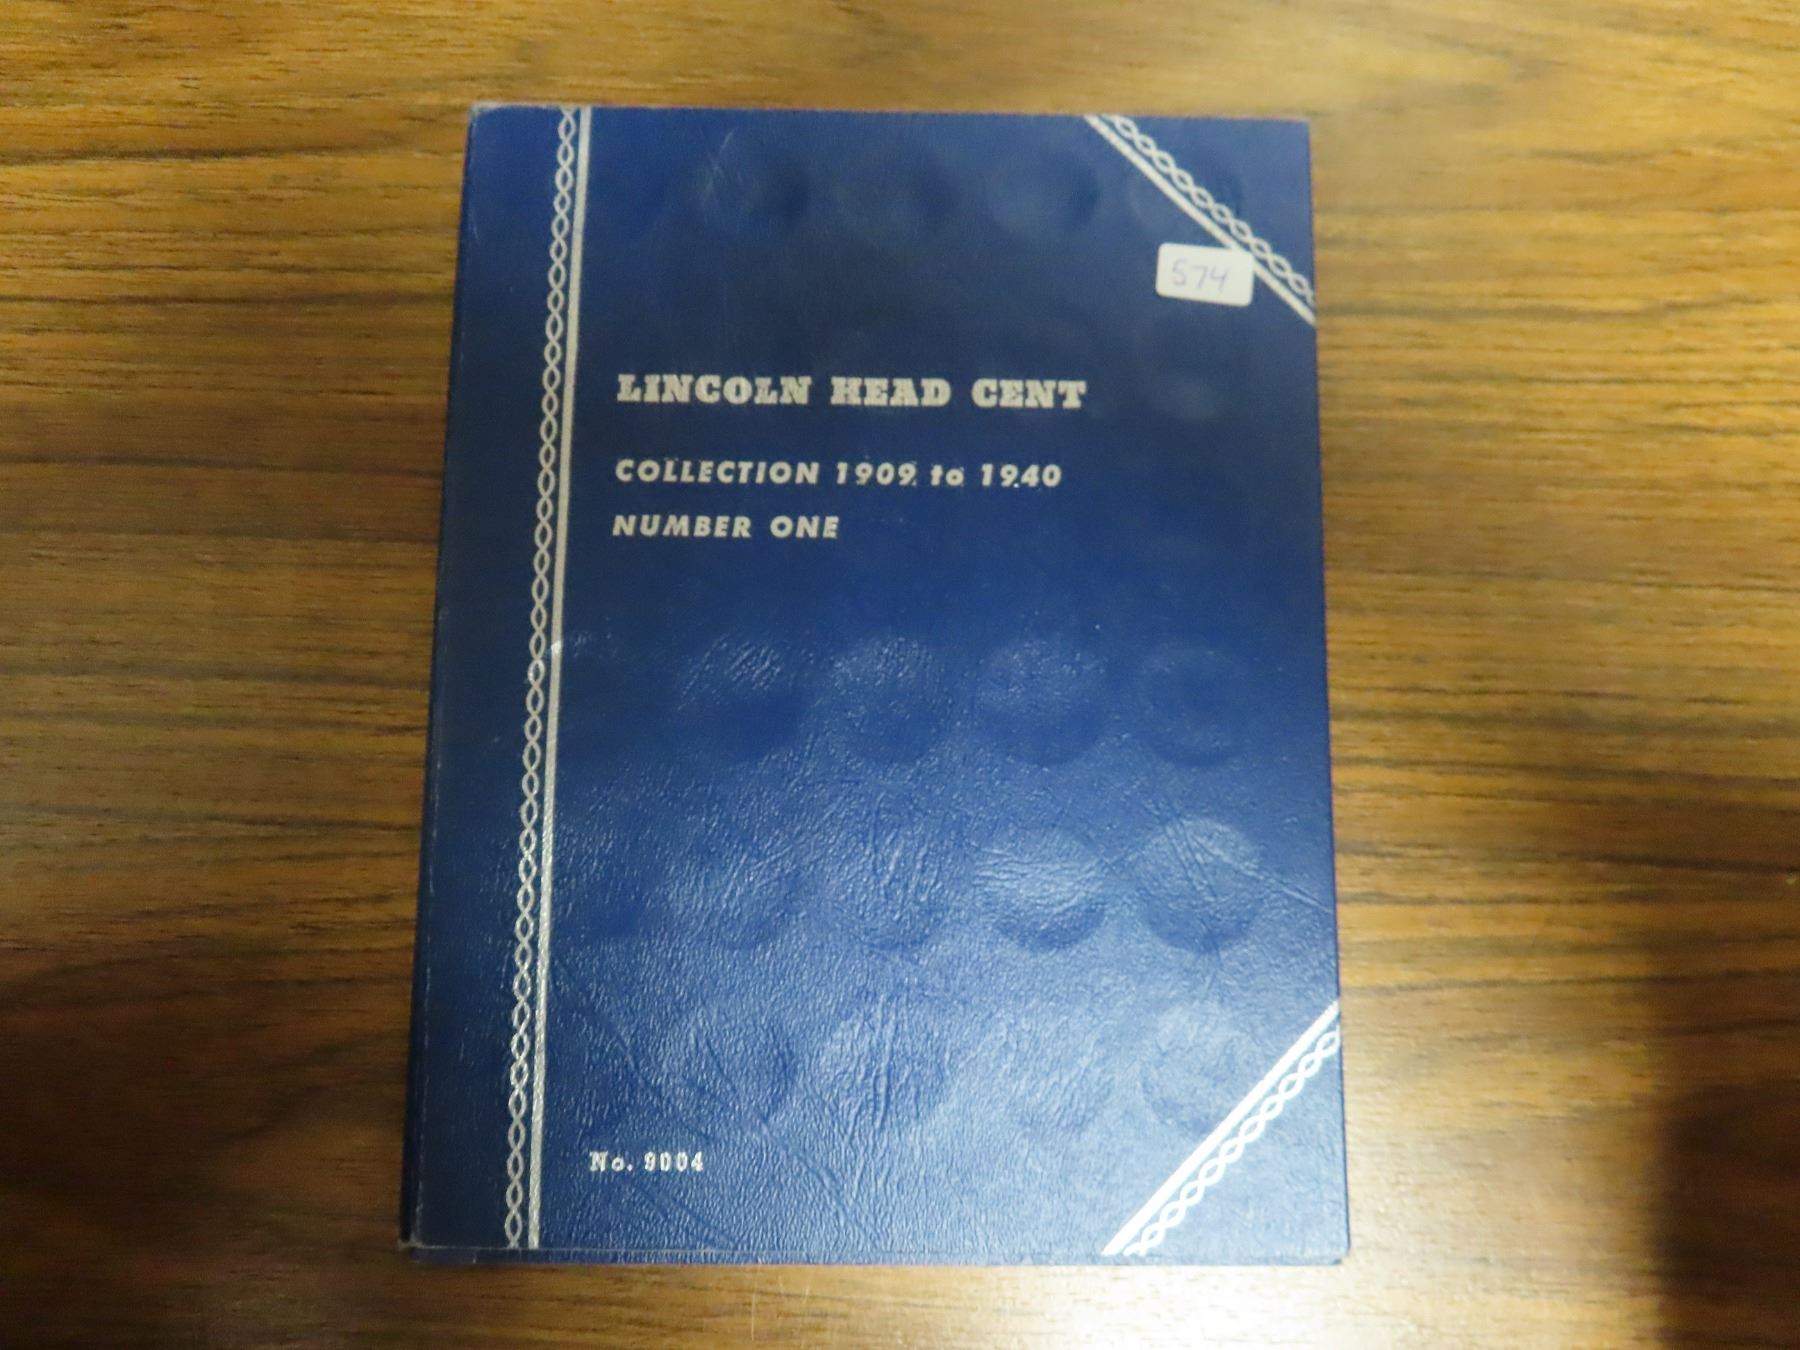 574
LINCOLN HEAD CENT
COLLECTION 1909 to 1940
NUMBER ONE
No. 9004